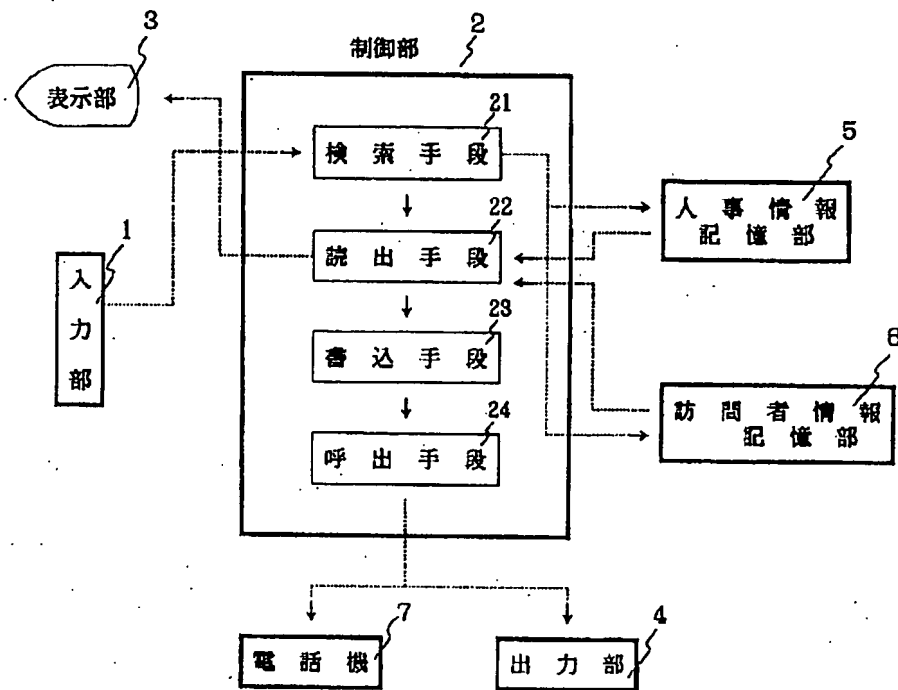 3
制御部
2
表示部
21
検索手段
5
22
人事情報
記憶部
1
読出手段
入力部
23
書込手段
6
訪問者情報
記憶部
24
呼出手段
7
電話機
4
出力部